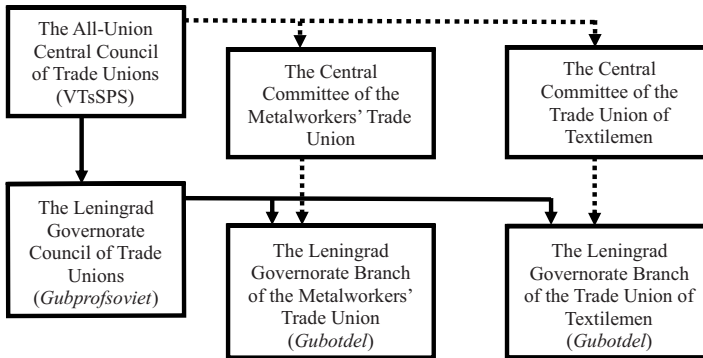 The All-Union
Central Council
of Trade Unions
(VTsSPS)
The Central
Committee of the
Metalworkers’ Trade
Union
The Central
Committee of the
Trade Union of
Textilemen
The Leningrad
Governorate
Council of Trade
Unions
(Gubprofsoviet)
The Leningrad
Governorate Branch
of the Metalworkers’
Trade Union
(Gubotdel)
The Leningrad
Governorate Branch
of the Trade Union of
Textilemen
(Gubotdel)